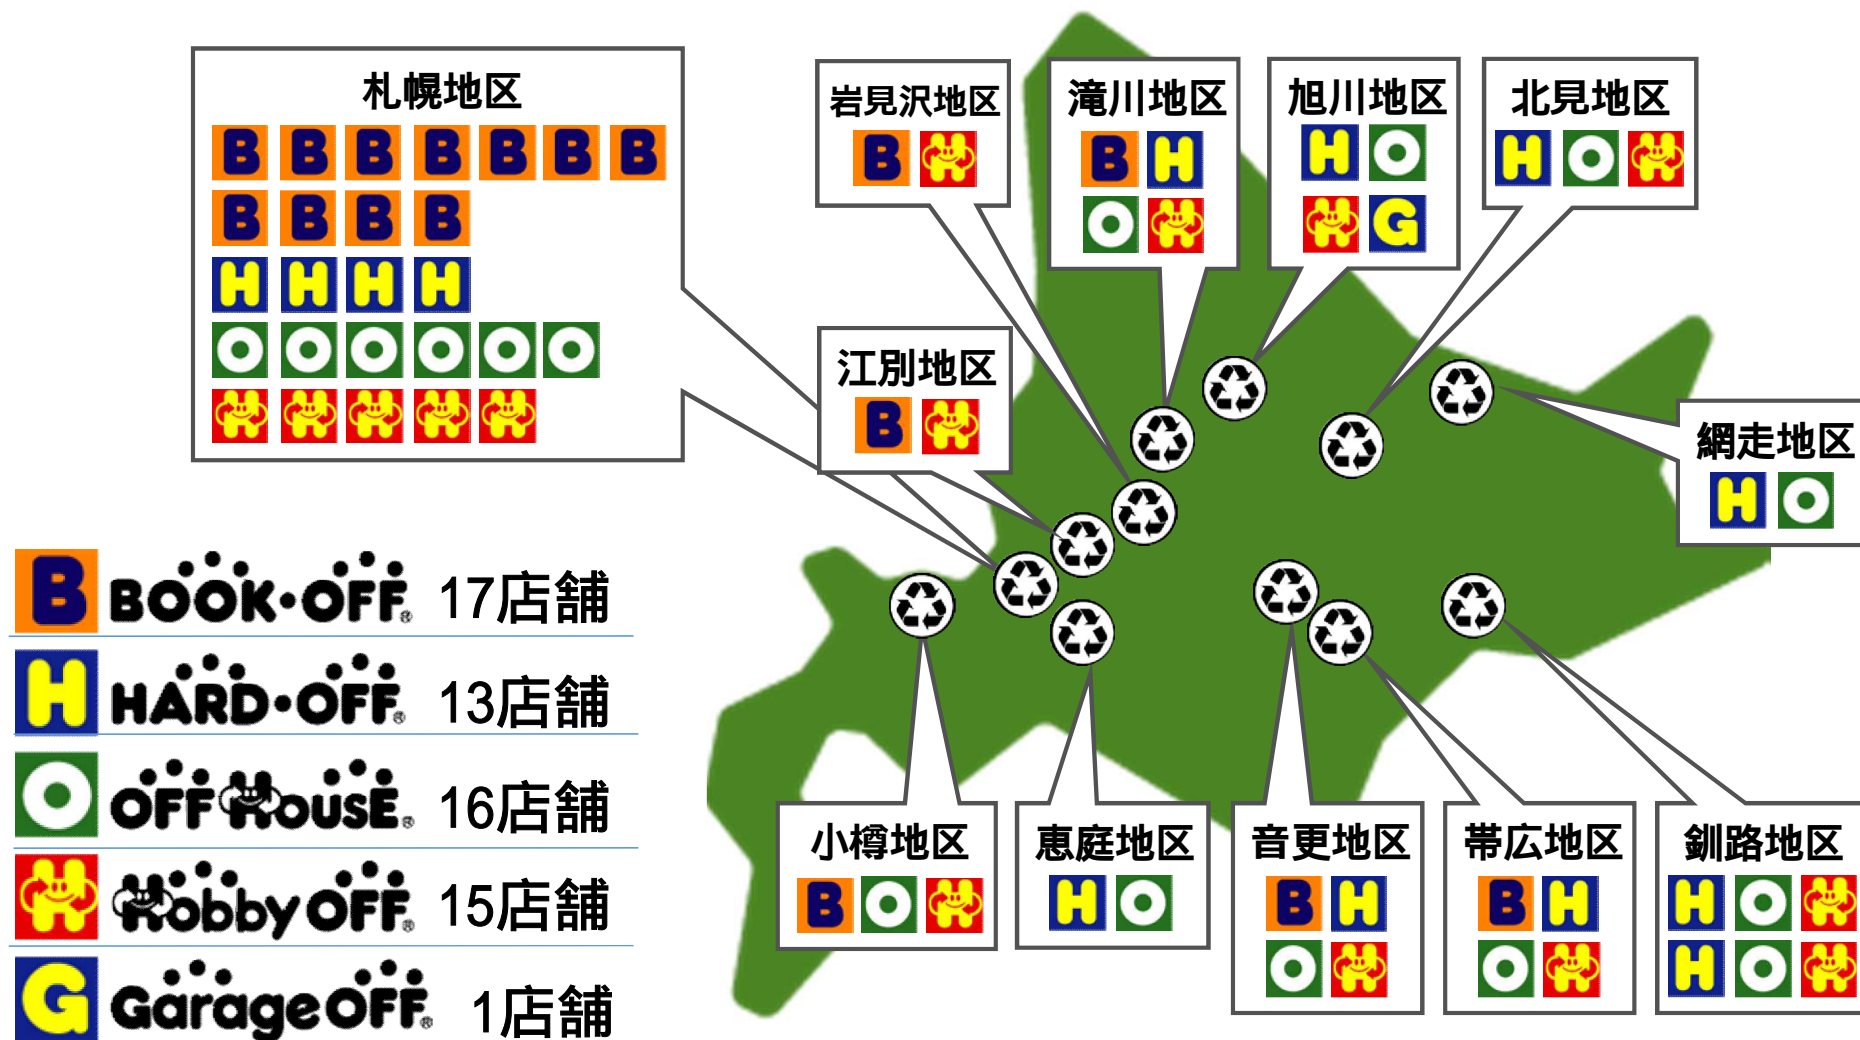 札幌地区
B B B B B B B
B B B B
H H H H
O O O O O O
H H H H H
岩見沢地区
B H
滝川地区
B H
O H
旭川地区
H O
H G
北見地区
H O H
江別地区
B H
網走地区
H O
B BOOK・OFF® 17店舗
H HARD・OFF® 13店舗
O OFF HOUSE® 16店舗
H Hobby OFF® 15店舗
G Garage OFF® 1店舗
小樽地区
B O H
恵庭地区
H O
音更地区
B H
O H
帯広地区
B H
O H
釧路地区
H O H
H O H